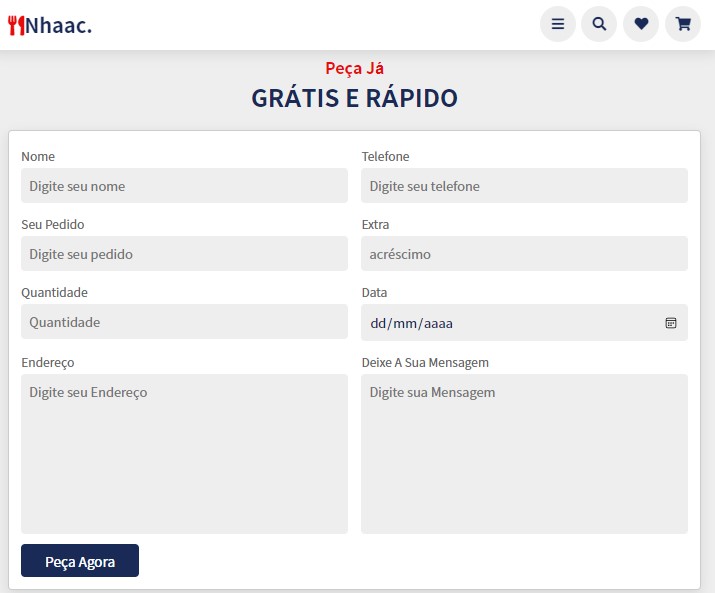 Nhaac.
Peça Já
GRÁTIS E RÁPIDO
Nome
Telefone
Digite seu nome
Digite seu telefone
Seu Pedido
Extra
Digite seu pedido
acréscimo
Quantidade
Data
Quantidade
dd/mm/aaaa
Endereço
Deixe A Sua Mensagem
Digite seu Endereço
Digite sua Mensagem
Peça Agora